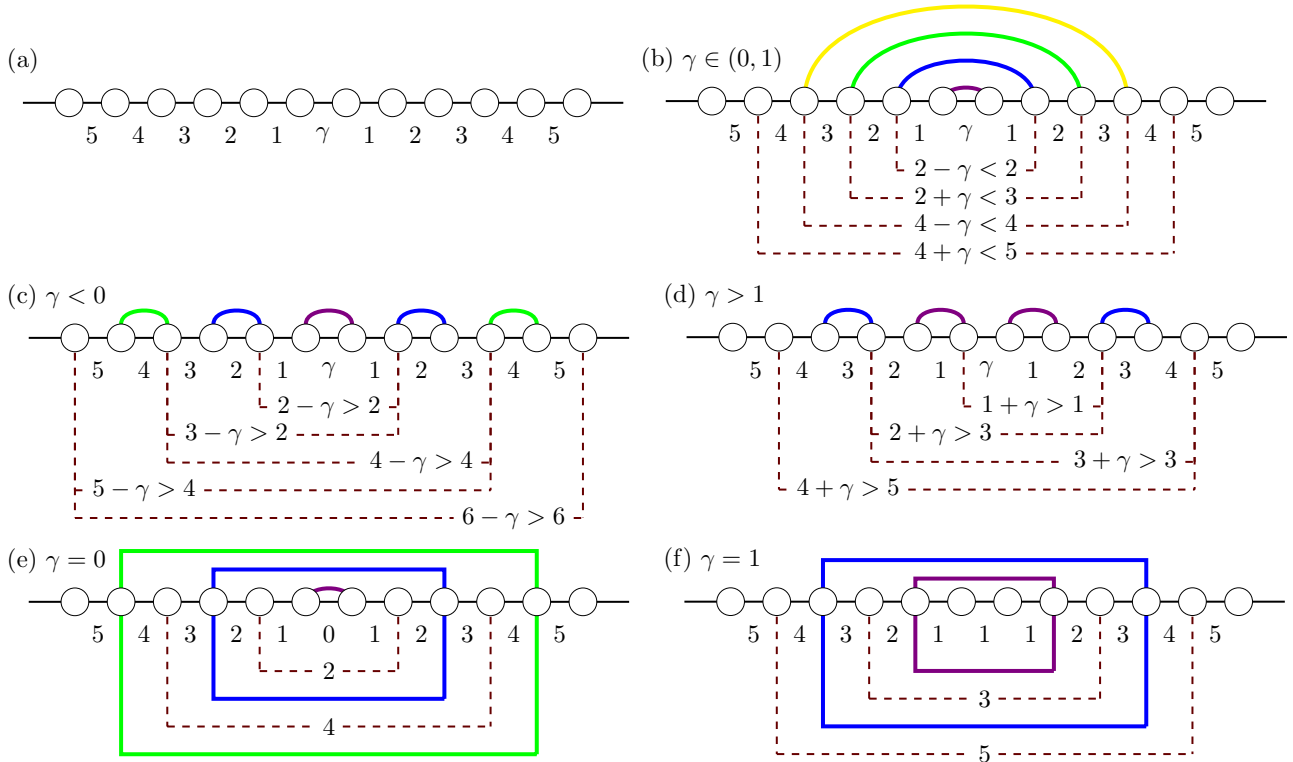 (a)
5 4 3 2 1 γ 1 2 3 4 5
(b) γ ∈ (0, 1)
5 4 3 2 1 γ 1 2 3 4 5
2 − γ < 2
2 + γ < 3
4 − γ < 4
4 + γ < 5
(c) γ < 0
5 4 3 2 1 γ 1 2 3 4 5
2 − γ > 2
3 − γ > 2
4 − γ > 4
5 − γ > 4
6 − γ > 6
(d) γ > 1
5 4 3 2 1 γ 1 2 3 4 5
1 + γ > 1
2 + γ > 3
3 + γ > 3
4 + γ > 5
(e) γ = 0
5 4 3 2 1 0 1 2 3 4 5
2
4
(f) γ = 1
5 4 3 2 1 1 1 2 3 4 5
3
5